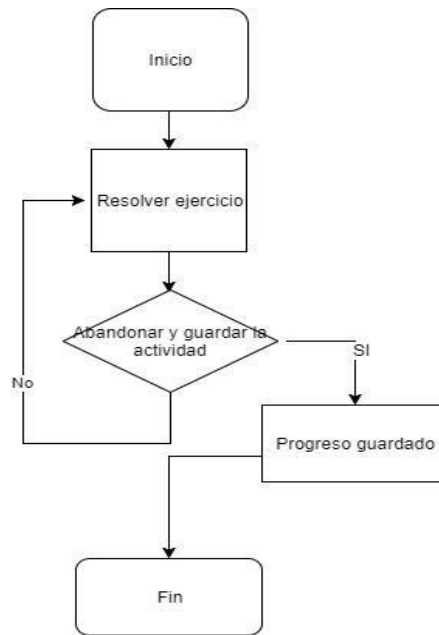 Inicio
Resolver ejercicio
Abandonar y guardar la
actividad
SI
No
Progreso guardado
Fin